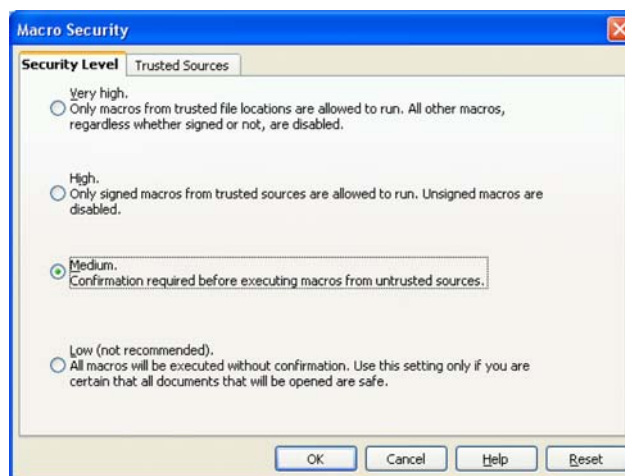 Macro Security
Security Level
Trusted Sources
Very high.
Only macros from trusted file locations are allowed to run. All other macros,
regardless whether signed or not, are disabled.
High.
Only signed macros from trusted sources are allowed to run. Unsigned macros are
disabled.
Medium.
Confirmation required before executing macros from untrusted sources.
Low (not recommended).
All macros will be executed without confirmation. Use this setting only if you are
certain that all documents that will be opened are safe.
OK
Cancel
Help
Reset